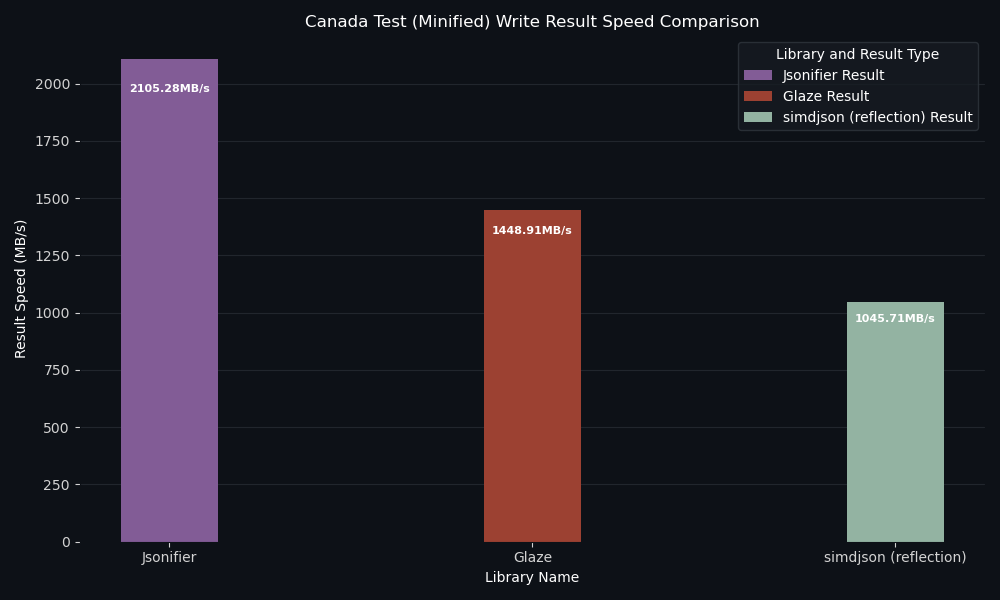 Canada Test (Minified) Write Result Speed Comparison
Library and Result Type
Jsonifier Result
Glaze Result
simdjson (reflection) Result
2105.28MB/s
1448.91MB/s
1045.71MB/s
Result Speed (MB/s)
2000
1750
1500
1250
1000
750
500
250
0
Jsonifier
Glaze
simdjson (reflection)
Library Name